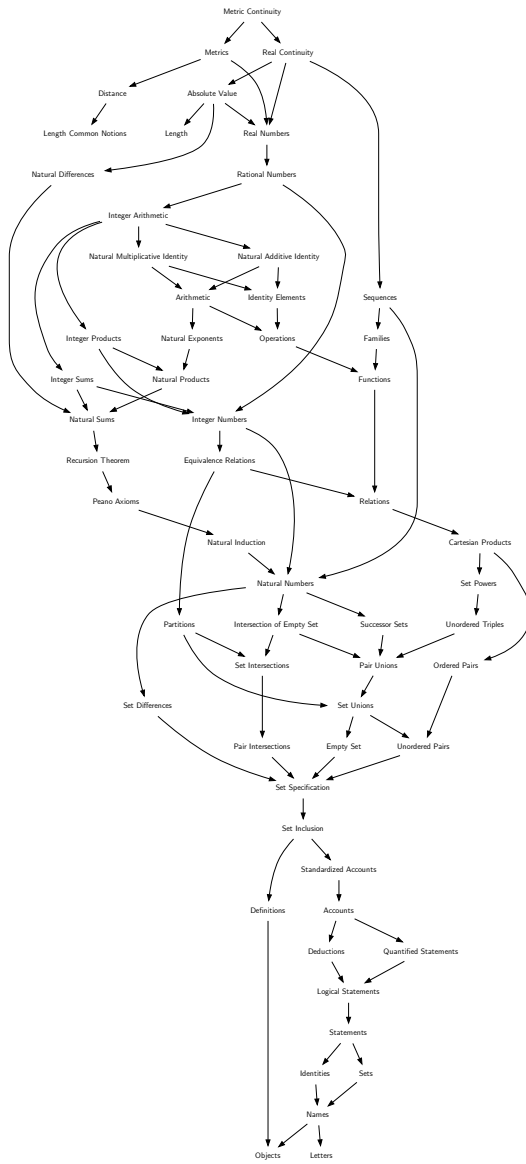 Metric Continuity
Metrics
Real Continuity
Distance
Absolute Value
Length Common Notions
Length
Real Numbers
Natural Differences
Rational Numbers
Integer Arithmetic
Natural Multiplicative Identity
Natural Additive Identity
Arithmetic
Identity Elements
Sequences
Integer Products
Natural Exponents
Operations
Families
Integer Sums
Natural Products
Functions
Natural Sums
Integer Numbers
Recursion Theorem
Equivalence Relations
Peano Axioms
Relations
Natural Induction
Cartesian Products
Natural Numbers
Set Powers
Partitions
Intersection of Empty Set
Successor Sets
Unordered Triples
Set Intersections
Pair Unions
Ordered Pairs
Set Differences
Set Unions
Pair Intersections
Empty Set
Unordered Pairs
Set Specification
Set Inclusion
Standardized Accounts
Definitions
Accounts
Deductions
Quantified Statements
Logical Statements
Statements
Identities
Sets
Names
Objects
Letters